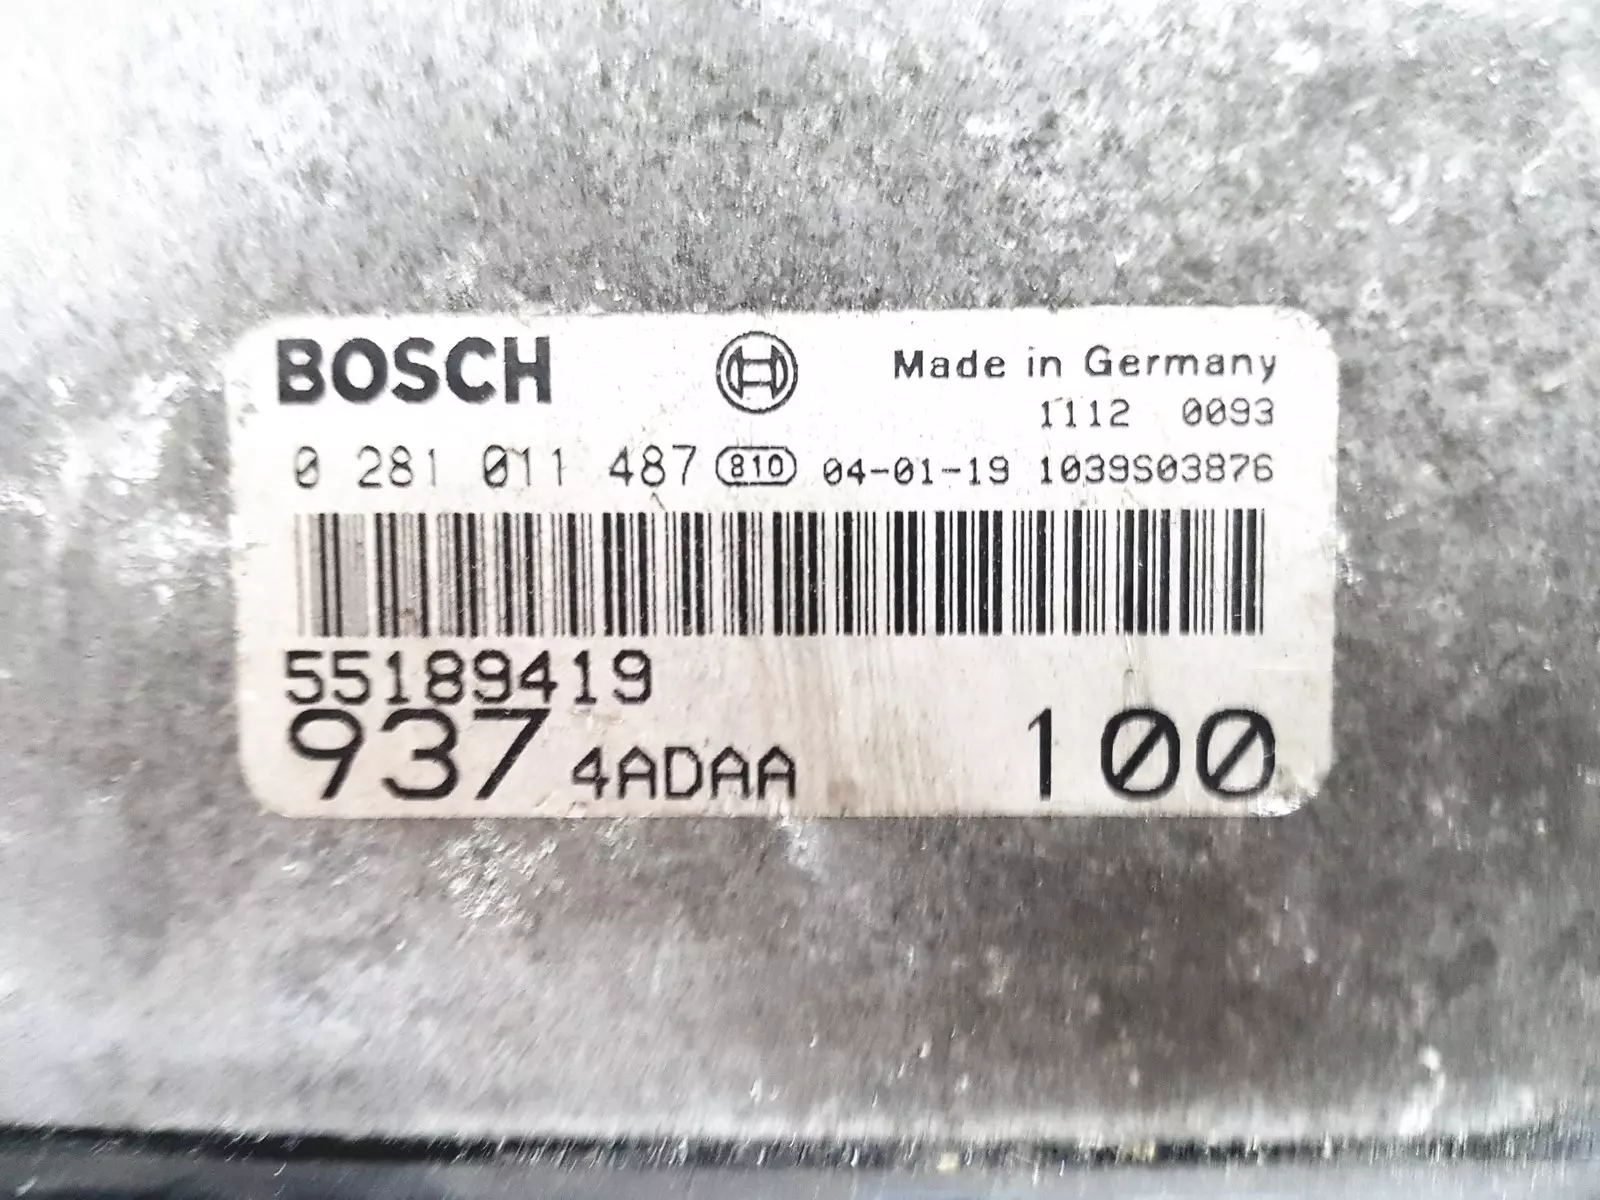 BOSCH Made in Germany
1112 0093
0 281 011 487 810 04-01-19 1039S03876
55189419
937 4ADAA 100